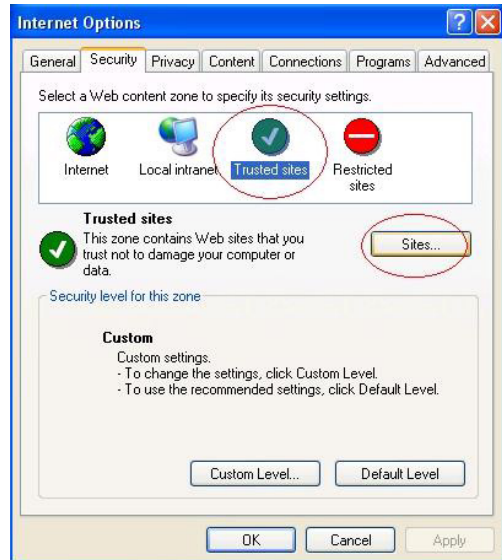 Internet Options
General Security Privacy Content Connections Programs Advanced
Select a Web content zone to specify its security settings.
Internet Local intranet Trusted sites Restricted sites
Trusted sites
This zone contains Web sites that you
trust not to damage your computer or
data.
Sites...
Security level for this zone
Custom
Custom settings.
- To change the settings, click Custom Level.
- To use the recommended settings, click Default Level.
Custom Level... Default Level
OK Cancel Apply